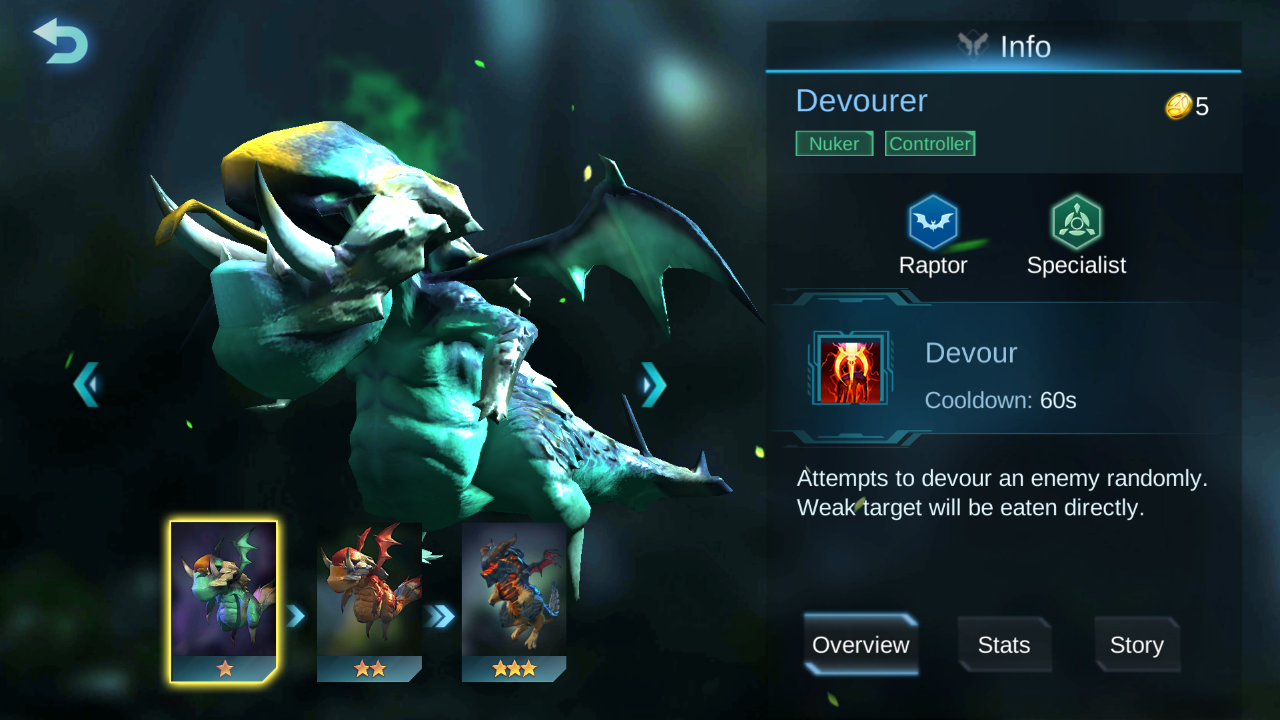 Info
Devourer
5
Nuker
Controller
Raptor
Specialist
Devour
Cooldown: 60s
Attempts to devour an enemy randomly.
Weak target will be eaten directly.
Overview
Stats
Story